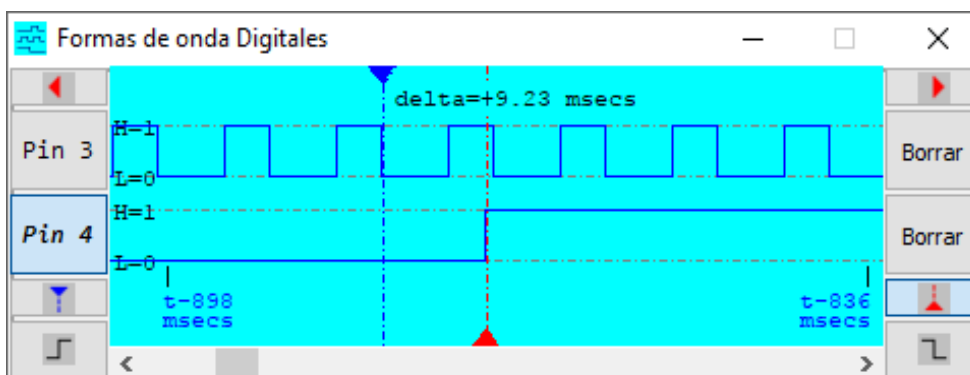 Formas de onda Digitales
delta=+9.23 msecs
H=1
Pin 3
Borrar
L=0
H=1
Pin 4
Borrar
L=0
t-898
msecs
t-836
msecs